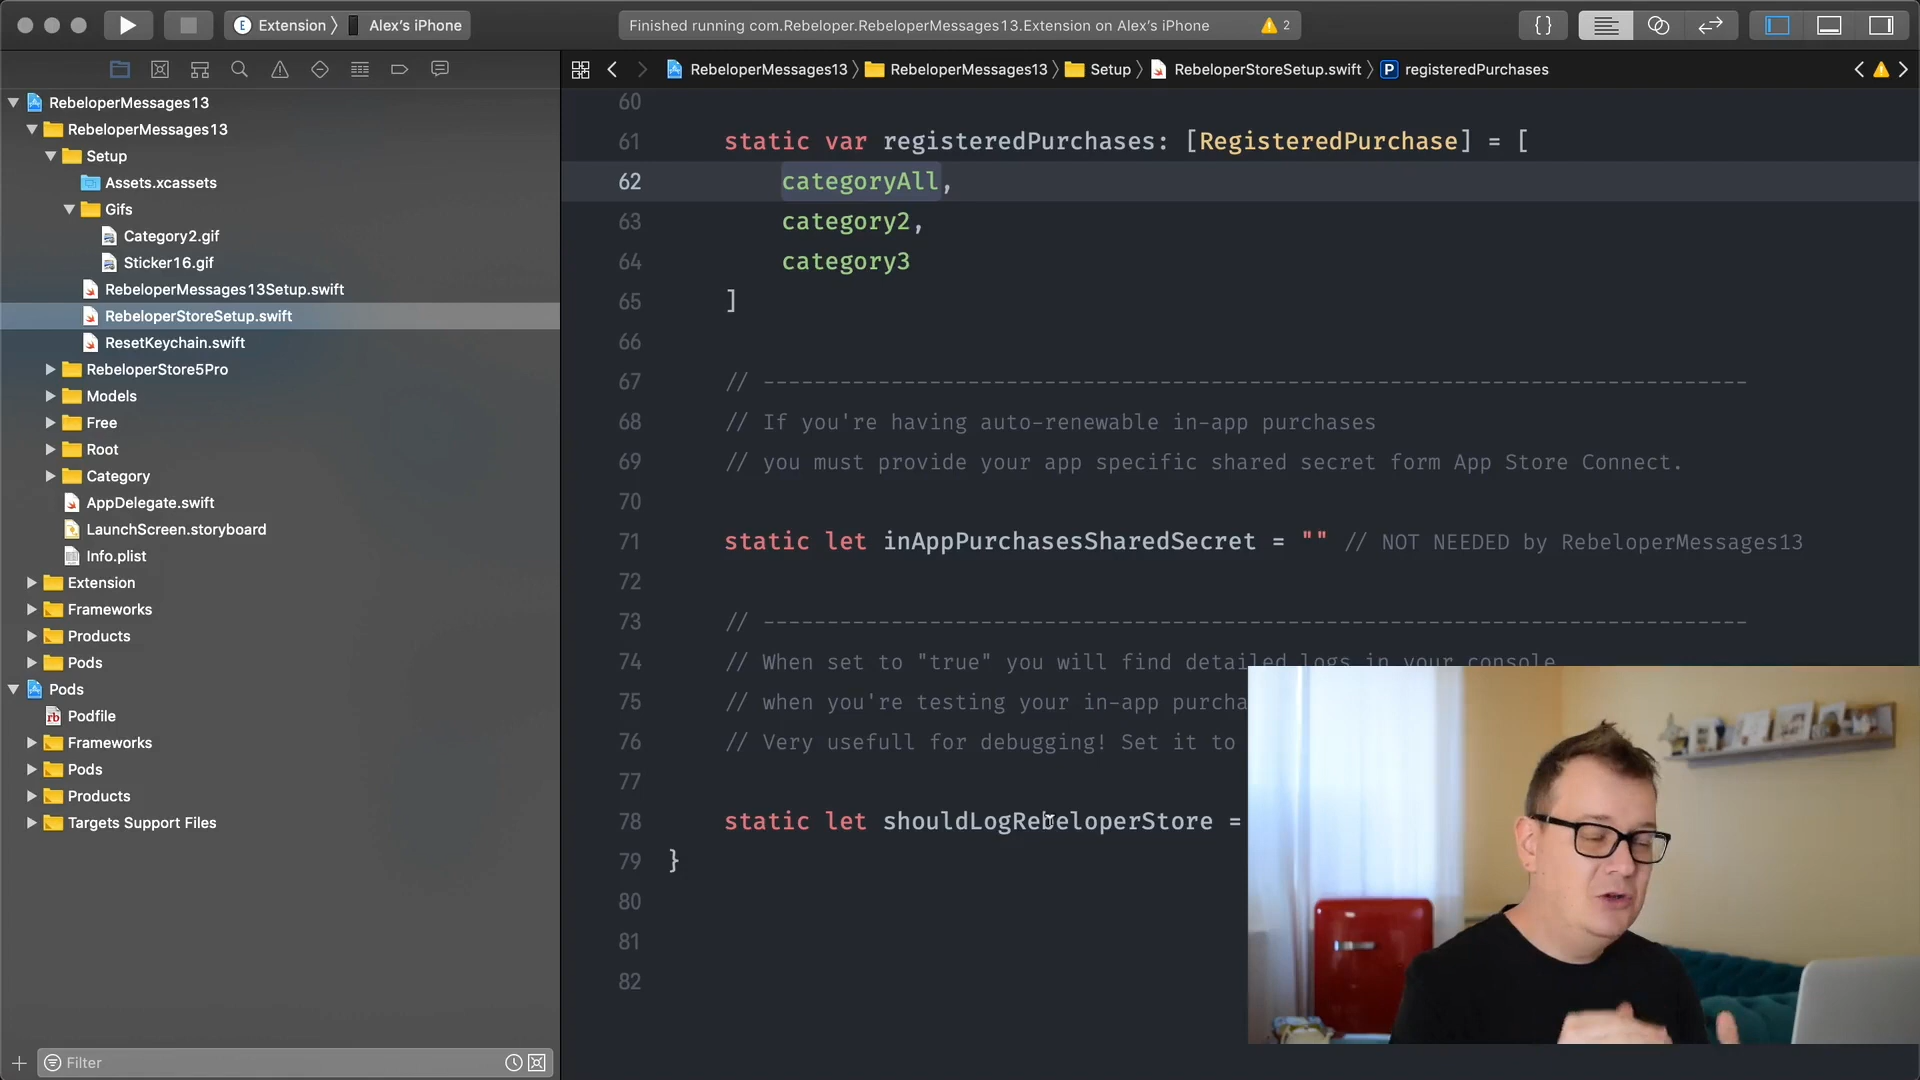 Extension
Alex's iPhone
Finished running com.Rebeloper.RebeloperMessages13.Extension on Alex's iPhone
2
RebeloperMessages13
RebeloperMessages13
Setup
RebeloperStoreSetup.swift
P
registeredPurchases
RebeloperMessages13
RebeloperMessages13
Setup
Assets.xcassets
Gifs
Category2.gif
Sticker16.gif
RebeloperMessages13Setup.swift
RebeloperStoreSetup.swift
ResetKeychain.swift
RebeloperStore5Pro
Models
Free
Root
Category
AppDelegate.swift
LaunchScreen.storyboard
Info.plist
Extension
Frameworks
Products
Pods
Pods
Podfile
Frameworks
Pods
Products
Targets Support Files
Filter
60
61 static var registeredPurchases: [RegisteredPurchase] = [
62 categoryAll,
63 category2,
64 category3
65 ]
66
67 // -----------------------------------------------------------------------------
68 // If you're having auto-renewable in-app purchases
69 // you must provide your app specific shared secret form App Store Connect.
70
71 static let inAppPurchasesSharedSecret = "" // NOT NEEDED by RebeloperMessages13
72
73 // -----------------------------------------------------------------------------
74 // When set to "true" you will find detailed logs in your console
75 // when you're testing your in-app purcha
76 // Very usefull for debugging! Set it to
77
78 static let shouldLogRebeloperStore =
79 }
80
81
82